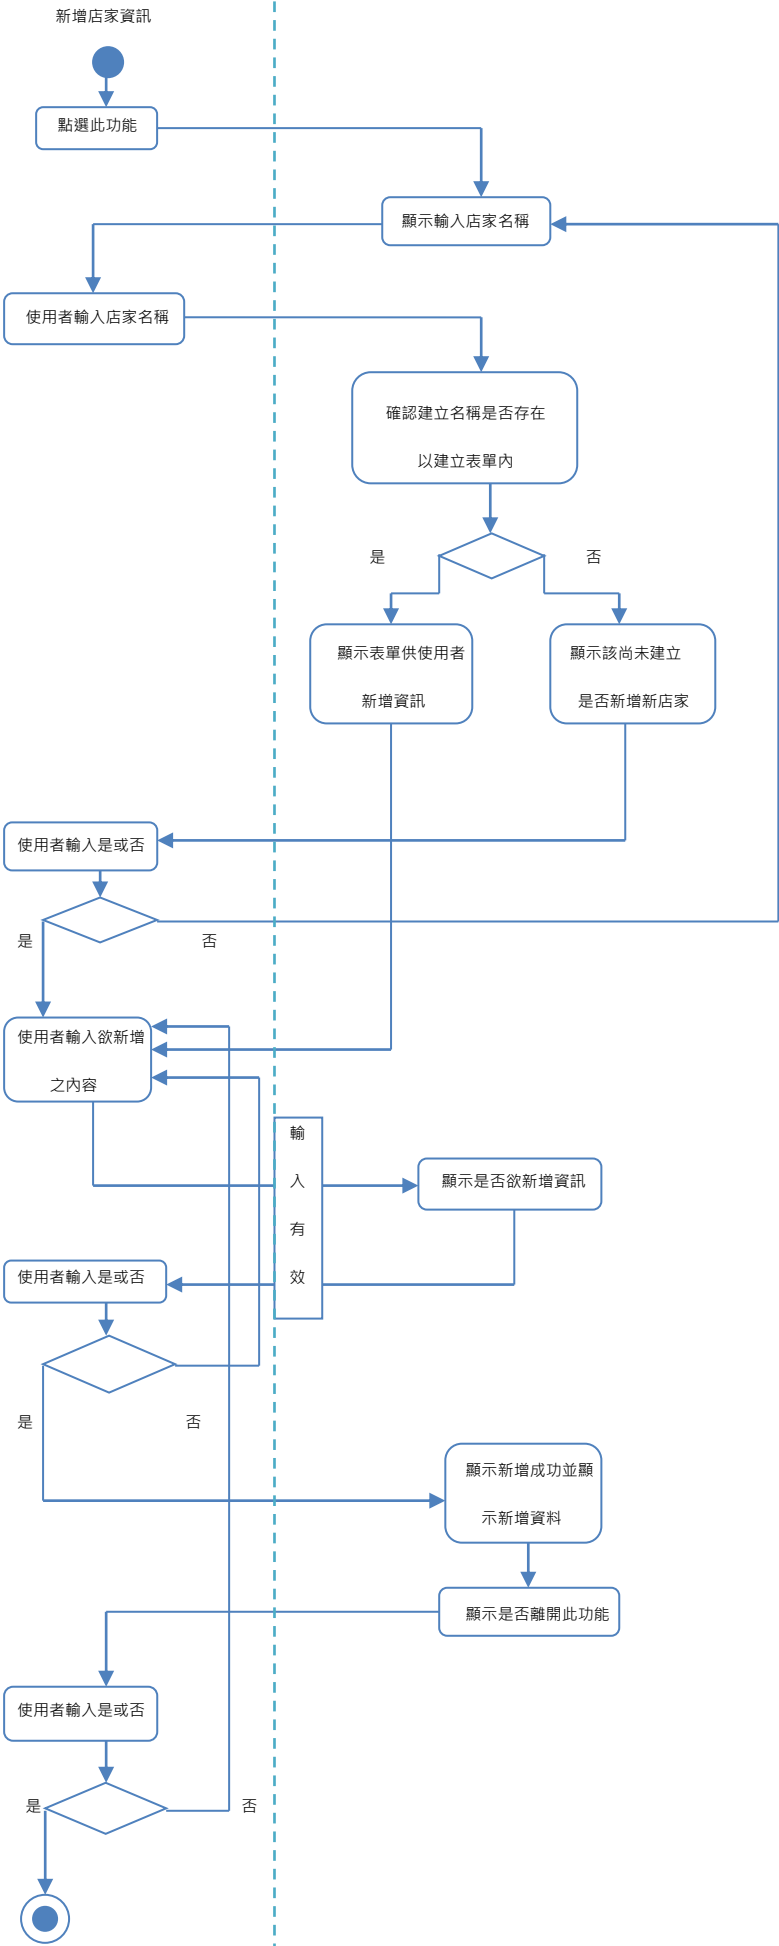 新增店家資訊
點選此功能
顯示輸入店家名稱
使用者輸入店家名稱
確認建立名稱是否存在
以建立表單內
是
否
顯示表單供使用者
新增資訊
顯示該尚未建立
是否新增新店家
使用者輸入是或否
是
否
使用者輸入欲新增
之內容
輸
入
有
效
顯示是否欲新增資訊
使用者輸入是或否
是
否
顯示新增成功並顯
示新增資料
顯示是否離開此功能
使用者輸入是或否
是
否